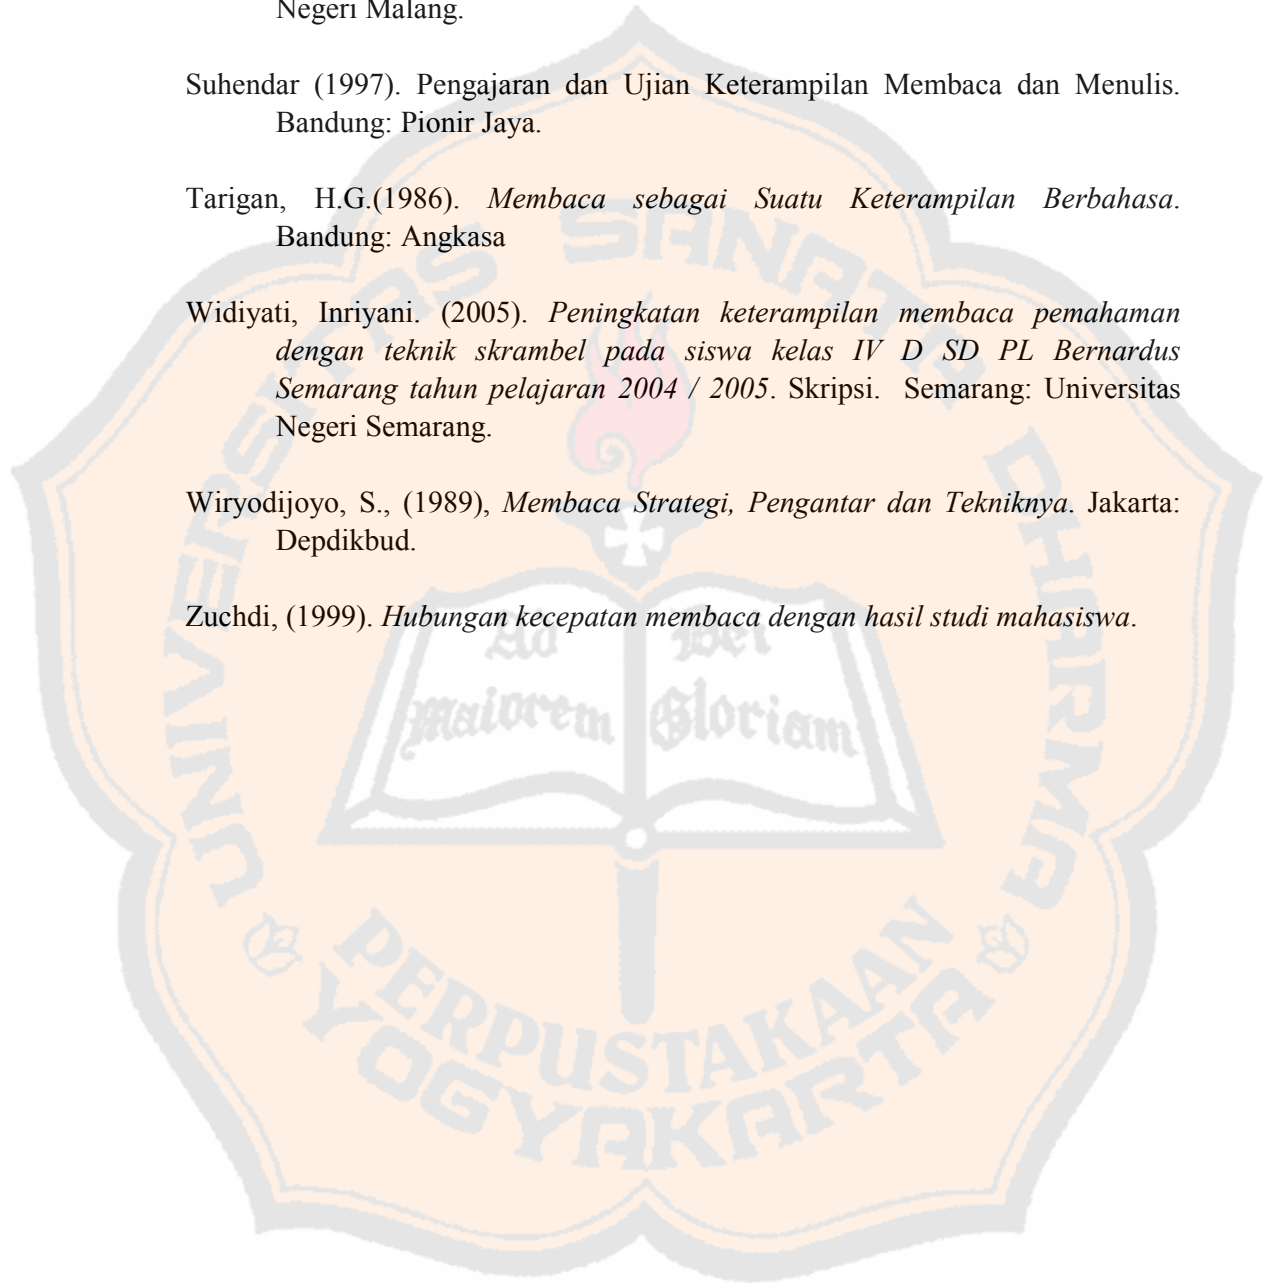 Negeri Malang.
Suhendar (1997). Pengajaran dan Ujian Keterampilan Membaca dan Menulis.
Bandung: Pionir Jaya.
Tarigan, H.G.(1986). Membaca sebagai Suatu Keterampilan Berbahasa.
Bandung: Angkasa
Widiyati, Inriyani. (2005). Peningkatan keterampilan membaca pemahaman
dengan teknik skrambel pada siswa kelas IV D SD PL Bernardus
Semarang tahun pelajaran 2004 / 2005. Skripsi. Semarang: Universitas
Negeri Semarang.
Wiryodijoyo, S., (1989), Membaca Strategi, Pengantar dan Tekniknya. Jakarta:
Depdikbud.
Zuchdi, (1999). Hubungan kecepatan membaca dengan hasil studi mahasiswa.
UNIVERSITAS SANATA DHARMA
Ad
maiorem
Dei
Gloriam
PERPUSTAKAAN
YOGYAKARTA